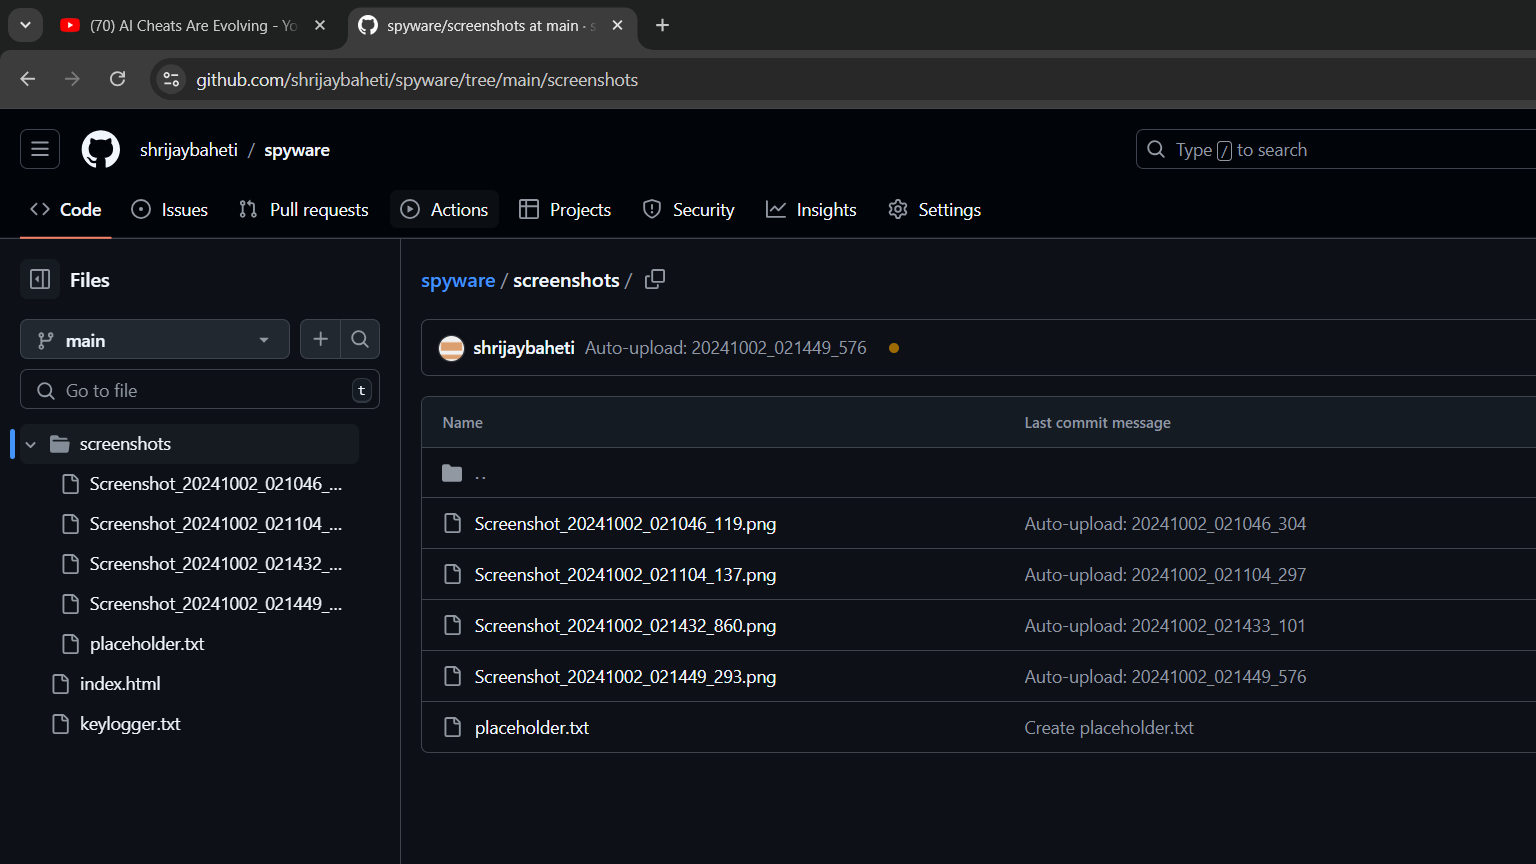 (70) AI Cheats Are Evolving - Yo
spyware/screenshots at main · s
github.com/shrijaybaheti/spyware/tree/main/screenshots
shrijaybaheti / spyware
Type / to search
Code
Issues
Pull requests
Actions
Projects
Security
Insights
Settings
Files
main
Go to file
t
screenshots
Screenshot_20241002_021046_...
Screenshot_20241002_021104_...
Screenshot_20241002_021432_...
Screenshot_20241002_021449_...
placeholder.txt
index.html
keylogger.txt
spyware / screenshots /
shrijaybaheti Auto-upload: 20241002_021449_576
Name Last commit message
..
Screenshot_20241002_021046_119.png Auto-upload: 20241002_021046_304
Screenshot_20241002_021104_137.png Auto-upload: 20241002_021104_297
Screenshot_20241002_021432_860.png Auto-upload: 20241002_021433_101
Screenshot_20241002_021449_293.png Auto-upload: 20241002_021449_576
placeholder.txt Create placeholder.txt